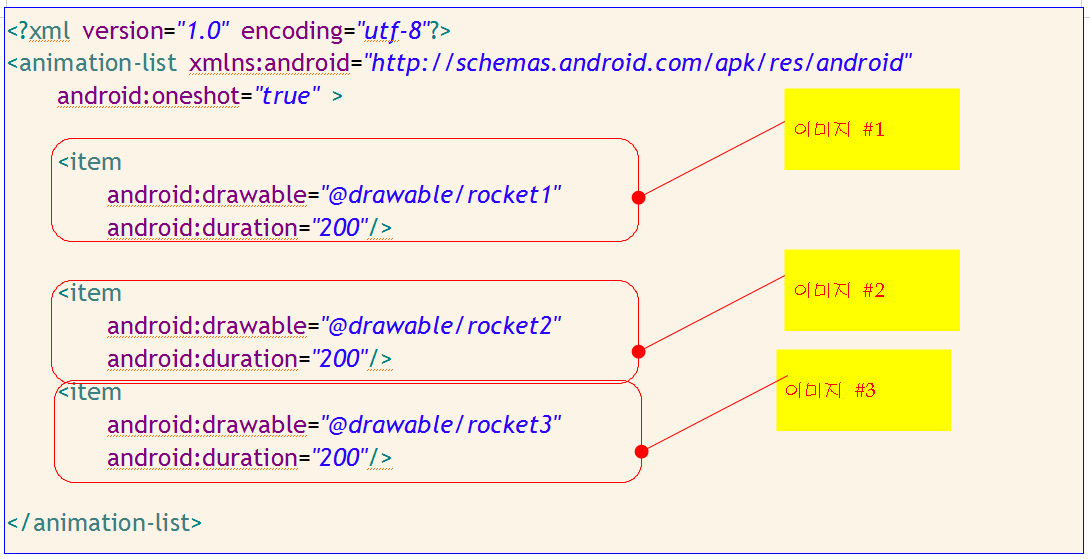 <?xml version="1.0" encoding="utf-8"?>
<animation-list xmlns:android="http://schemas.android.com/apk/res/android"
android:oneshot="true" >
이미지 #1
<item
android:drawable="@drawable/rocket1"
android:duration="200"/>
<item
이미지 #2
android:drawable="@drawable/rocket2"
android:duration="200"/>
<item
이미지 #3
android:drawable="@drawable/rocket3"
android:duration="200"/>
</animation-list>